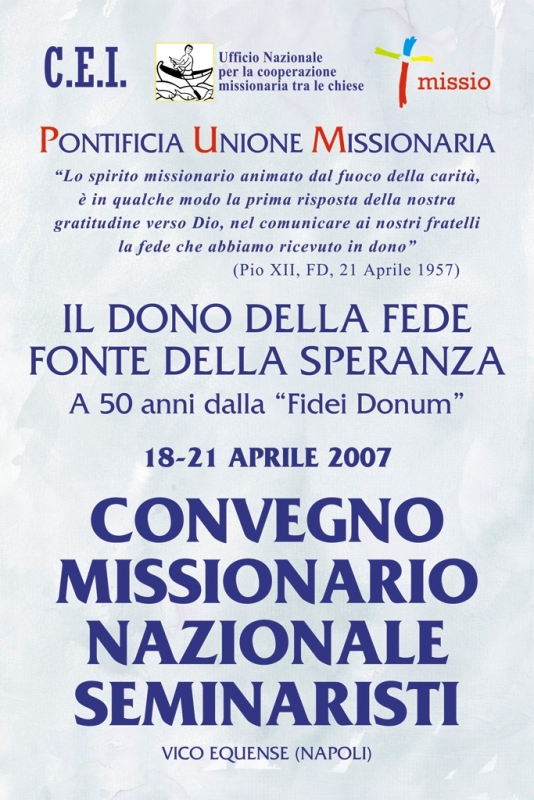 C.E.I.
Ufficio Nazionale
per la cooperazione
missionaria tra le chiese
missio
PONTIFICIA UNIONE MISSIONARIA
“Lo spirito missionario animato dal fuoco della carità,
è in qualche modo la prima risposta della nostra
gratitudine verso Dio, nel comunicare ai nostri fratelli
la fede che abbiamo ricevuto in dono”
(Pio XII, FD, 21 Aprile 1957)
IL DONO DELLA FEDE
FONTE DELLA SPERANZA
A 50 anni dalla “Fidei Donum”
18-21 APRILE 2007
CONVEGNO
MISSIONARIO
NAZIONALE
SEMINARISTI
VICO EQUENSE (NAPOLI)